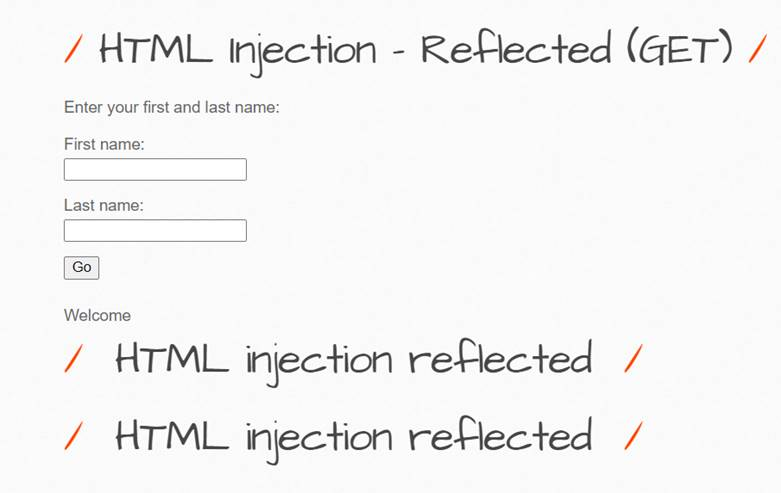 / HTML Injection - Reflected (GET) /
Enter your first and last name:
First name:
Last name:
Go
Welcome
/ HTML injection reflected /
/ HTML injection reflected /